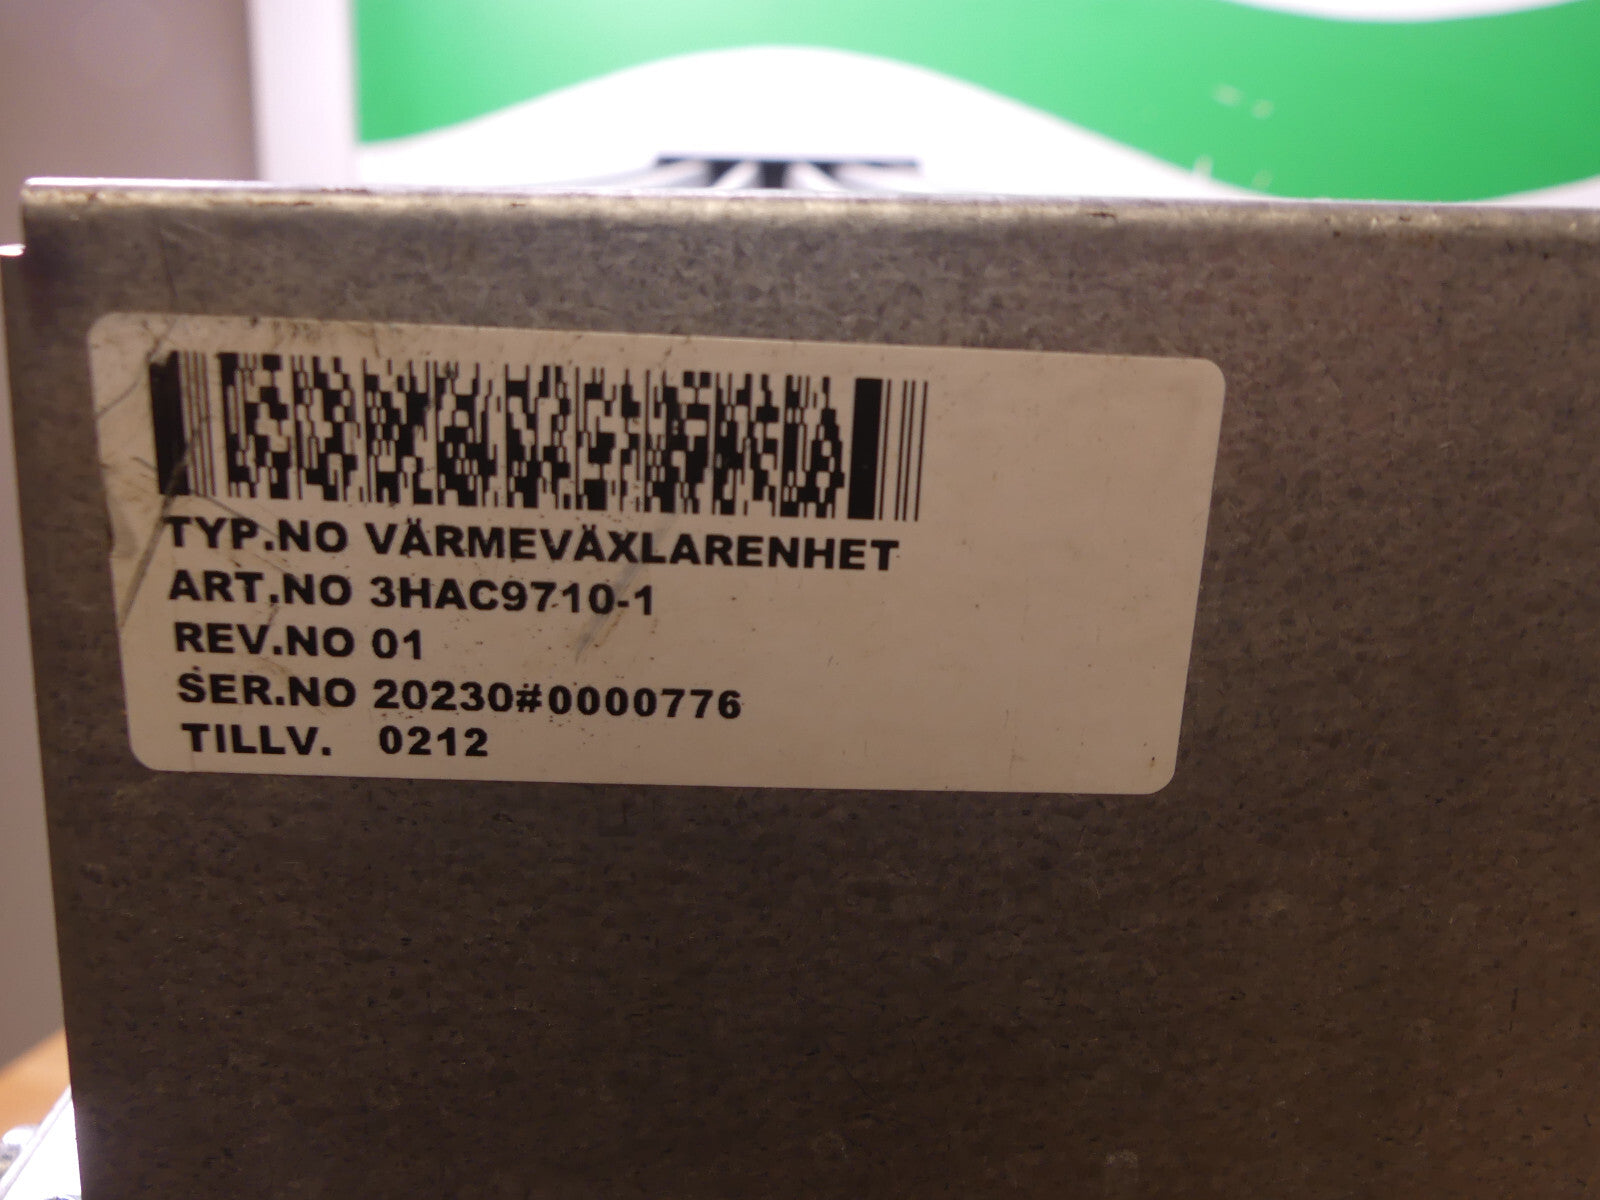 TYP.NO VÄRMEVÄXLARENHET
ART.NO 3HAC9710-1
REV.NO 01
SER.NO 20230#0000776
TILLV. 0212